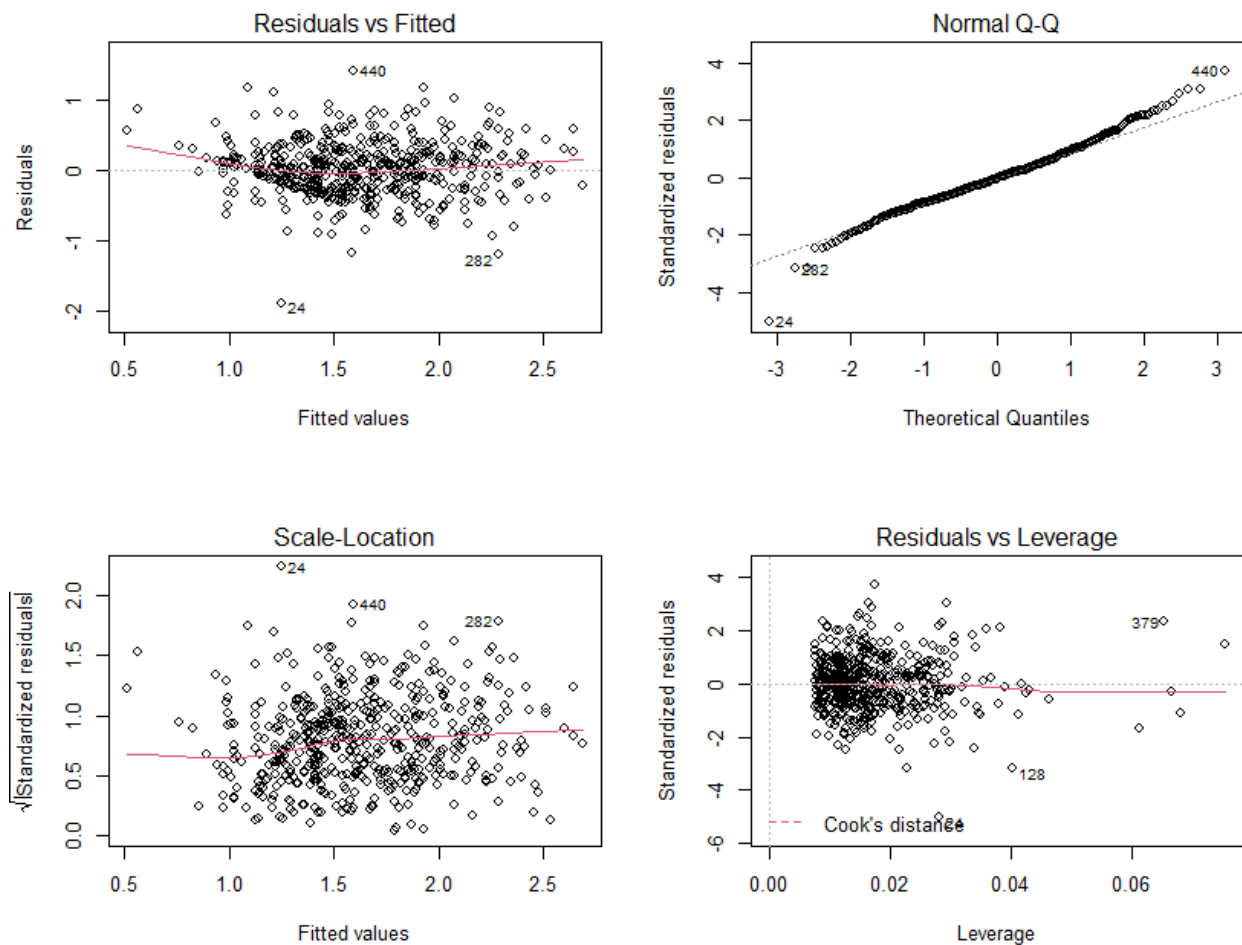 Residuals vs Fitted
Residuals
1
0
-1
-2
440
282
24
0.5 1.0 1.5 2.0 2.5
Fitted values
Normal Q-Q
Standardized residuals
4
2
0
-2
-4
440
282
24
-3 -2 -1 0 1 2 3
Theoretical Quantiles
Scale-Location
√|Standardized residuals|
2.0
1.5
1.0
0.5
0.0
24
440
282
0.5 1.0 1.5 2.0 2.5
Fitted values
Residuals vs Leverage
Standardized residuals
4
2
0
-2
-4
-6
379
128
24
Cook's distance
0.00 0.02 0.04 0.06
Leverage